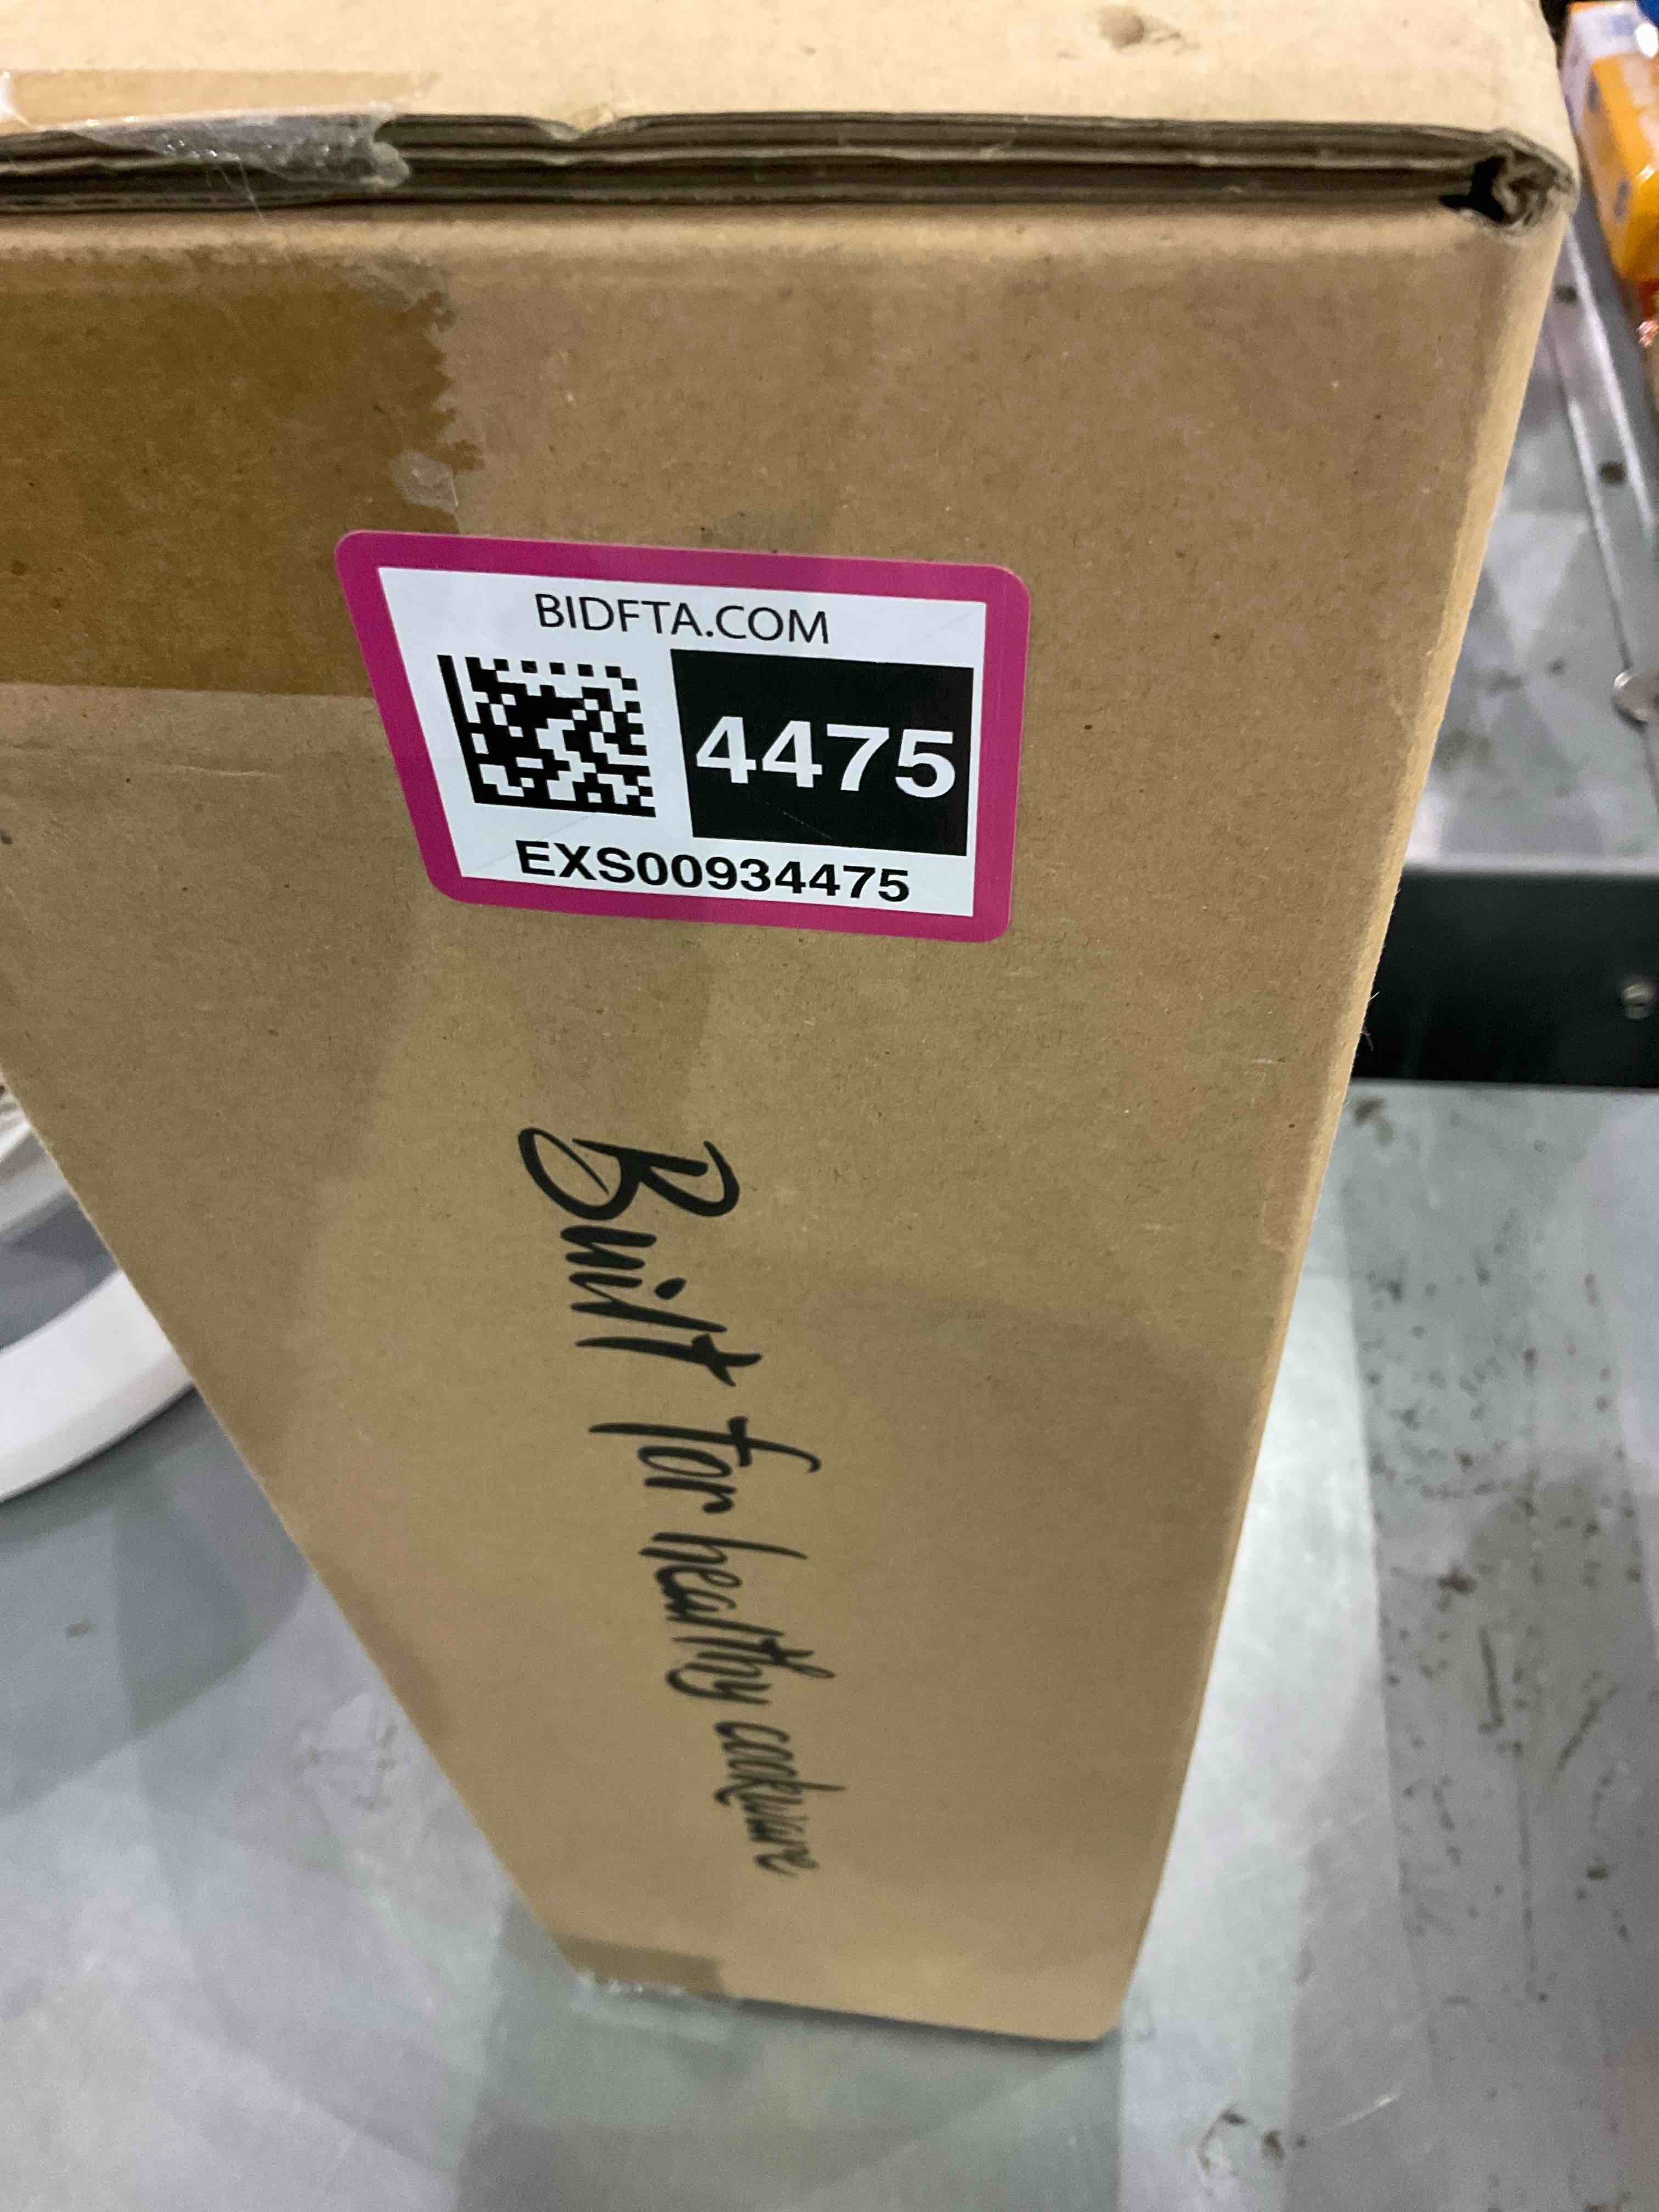 BIDFTA.COM
4475
EXS00934475
Built for healthy cookware